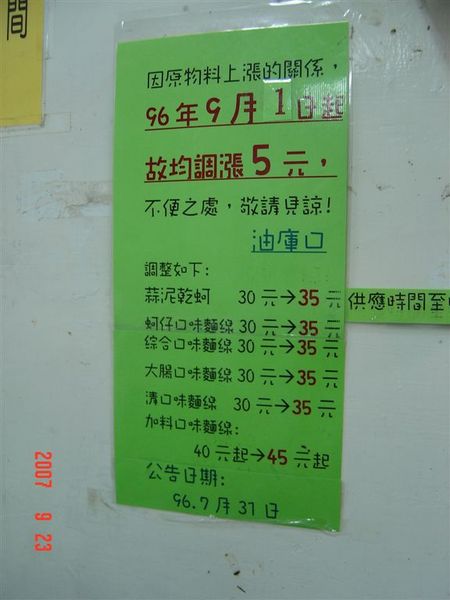 間
因原物料上漲的關係，
96年9月1日起
故均調漲5元，
不便之處，敬請見諒！
油庫口
調整如下：
蒜泥乾蚵 30元→35元
供應時間至
蚵仔口味麵線30元→35元
綜合口味麵線30元→35元
大腸口味麵線30元→35元
清口味麵線 30元→35元
加料口味麵線：
40元起→45元起
公告日期：
96.7月31日
2007 9 23